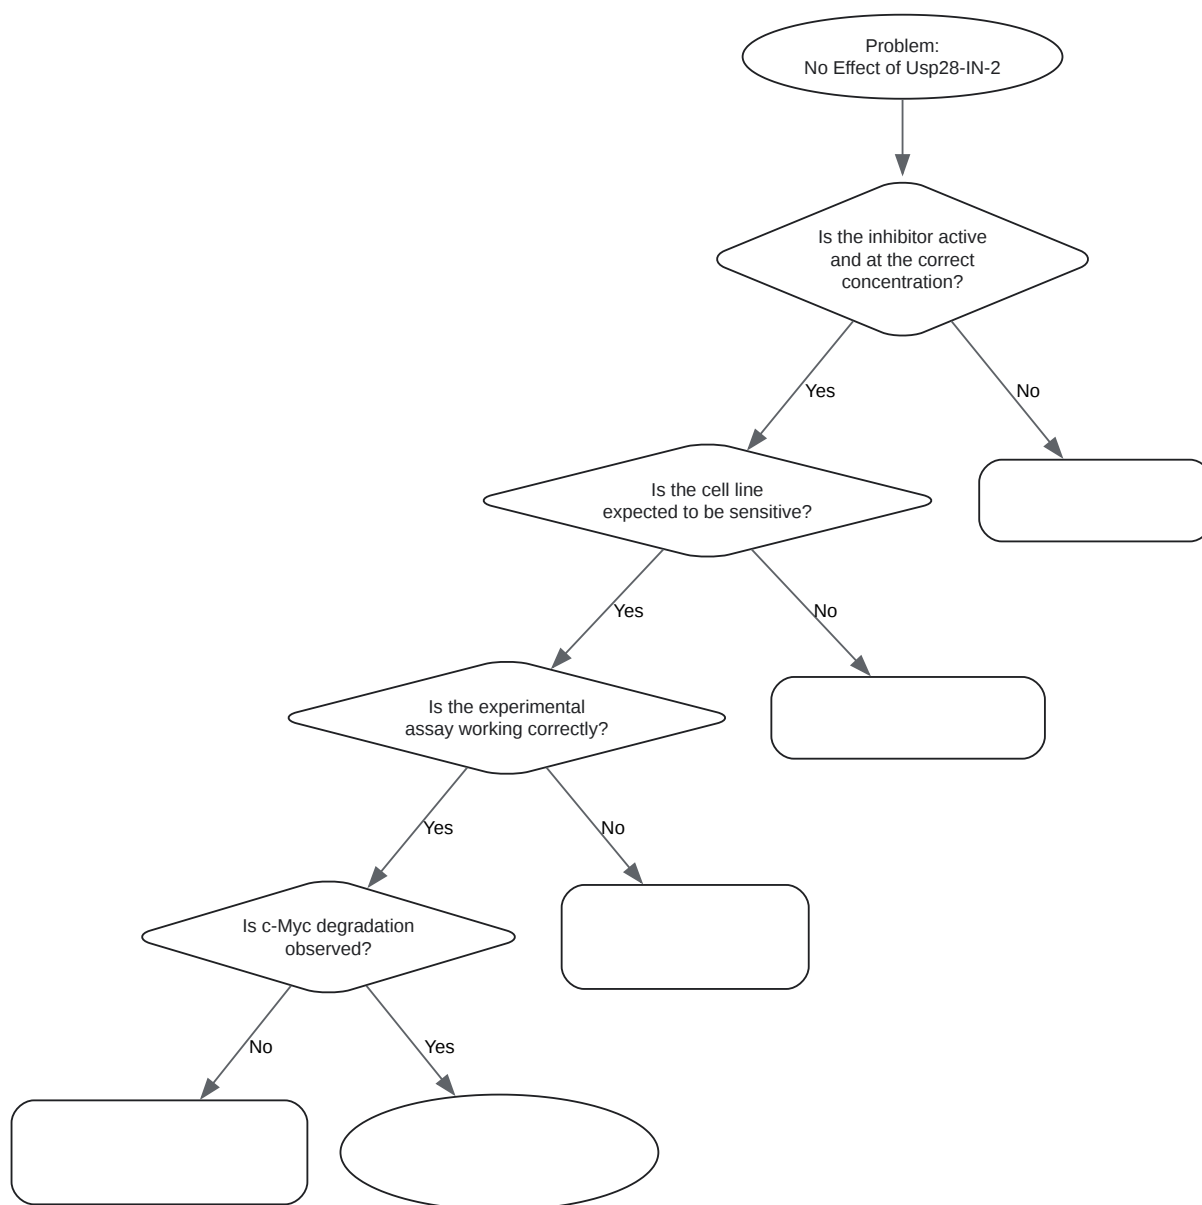 Problem:
No Effect of Usp28-IN-2
Is the inhibitor active
and at the correct
concentration?
Yes
No
Is the cell line
expected to be sensitive?
Yes
No
Is the experimental
assay working correctly?
Yes
No
Is c-Myc degradation
observed?
No
Yes